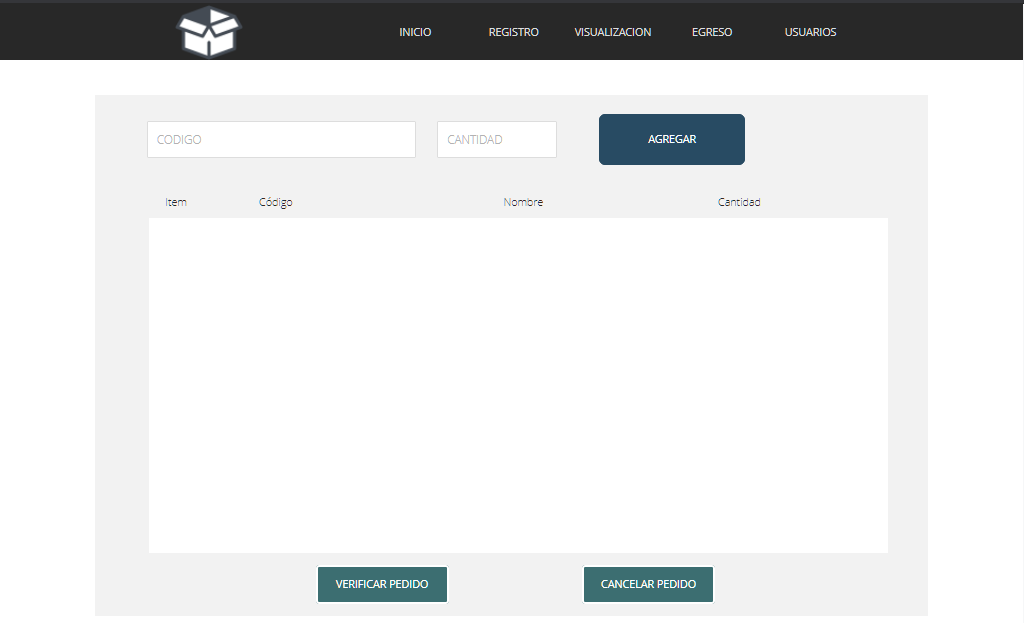 INICIO REGISTRO VISUALIZACION EGRESO USUARIOS
CODIGO CANTIDAD AGREGAR
Item Código Nombre Cantidad
VERIFICAR PEDIDO CANCELAR PEDIDO